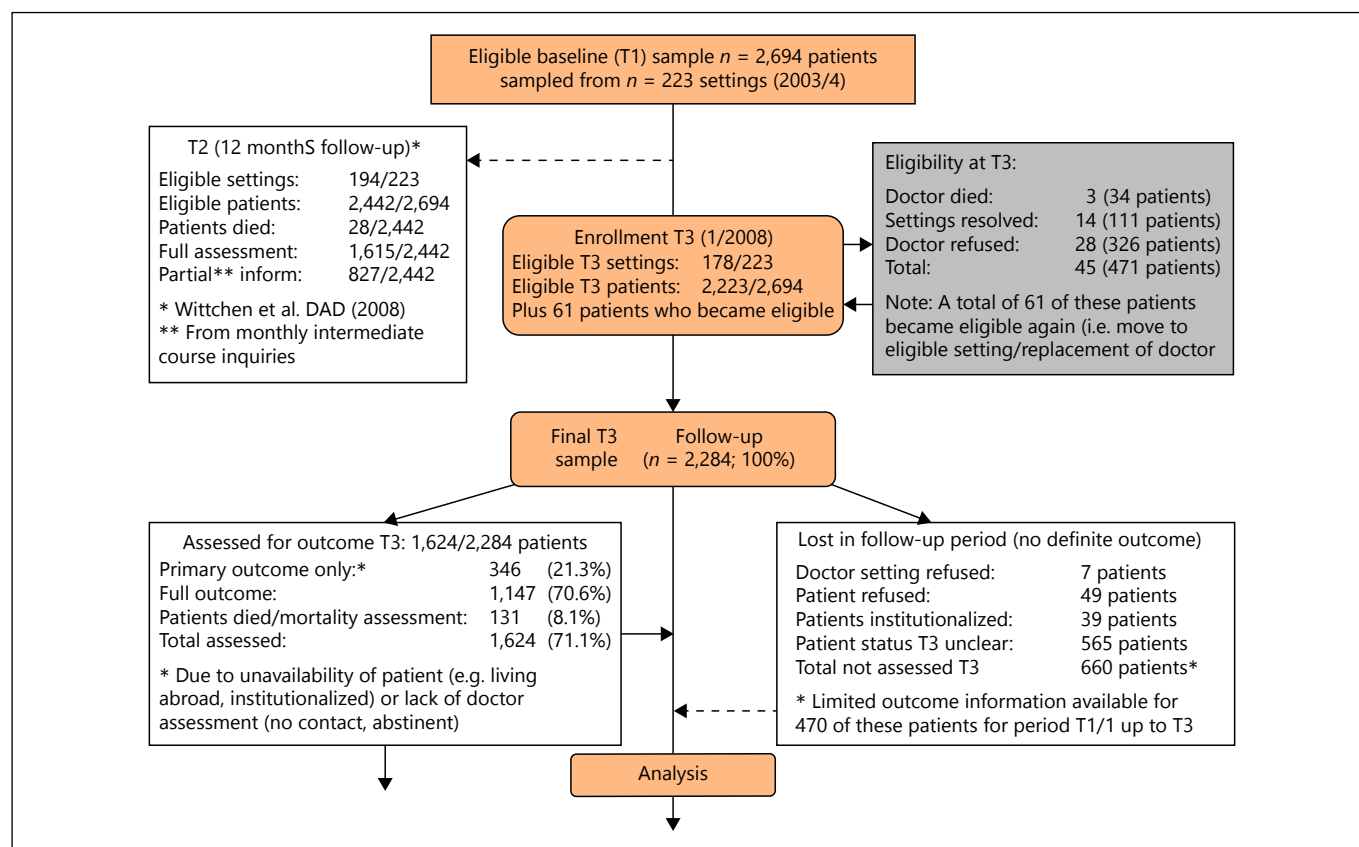 Eligible baseline (T1) sample n = 2,694 patients
sampled from n = 223 settings (2003/4)
T2 (12 monthS follow-up)*
Eligible settings: 194/223
Eligible patients: 2,442/2,694
Patients died: 28/2,442
Full assessment: 1,615/2,442
Partial** inform: 827/2,442
* Wittchen et al. DAD (2008)
** From monthly intermediate
course inquiries
Eligibility at T3:
Doctor died: 3 (34 patients)
Settings resolved: 14 (111 patients)
Doctor refused: 28 (326 patients)
Total: 45 (471 patients)
Note: A total of 61 of these patients
became eligible again (i.e. move to
eligible setting/replacement of doctor
Enrollment T3 (1/2008)
Eligible T3 settings: 178/223
Eligible T3 patients: 2,223/2,694
Plus 61 patients who became eligible
Final T3 Follow-up
sample (n = 2,284; 100%)
Assessed for outcome T3: 1,624/2,284 patients
Primary outcome only:* 346 (21.3%)
Full outcome: 1,147 (70.6%)
Patients died/mortality assessment: 131 (8.1%)
Total assessed: 1,624 (71.1%)
* Due to unavailability of patient (e.g. living
abroad, institutionalized) or lack of doctor
assessment (no contact, abstinent)
Lost in follow-up period (no definite outcome)
Doctor setting refused: 7 patients
Patient refused: 49 patients
Patients institutionalized: 39 patients
Patient status T3 unclear: 565 patients
Total not assessed T3 660 patients*
* Limited outcome information available for
470 of these patients for period T1/1 up to T3
Analysis